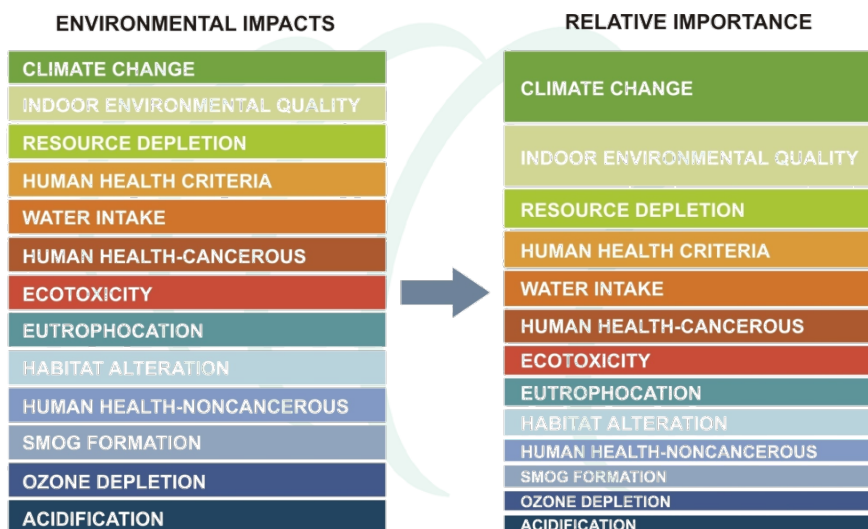 ENVIRONMENTAL IMPACTS
CLIMATE CHANGE
INDOOR ENVIRONMENTAL QUALITY
RESOURCE DEPLETION
HUMAN HEALTH CRITERIA
WATER INTAKE
HUMAN HEALTH-CANCEROUS
ECOTOXICITY
EUTROPHOCATION
HABITAT ALTERATION
HUMAN HEALTH-NONCANCEROUS
SMOG FORMATION
OZONE DEPLETION
ACIDIFICATION
RELATIVE IMPORTANCE
CLIMATE CHANGE
INDOOR ENVIRONMENTAL QUALITY
RESOURCE DEPLETION
HUMAN HEALTH CRITERIA
WATER INTAKE
HUMAN HEALTH-CANCEROUS
ECOTOXICITY
EUTROPHOCATION
HABITAT ALTERATION
HUMAN HEALTH-NONCANCEROUS
SMOG FORMATION
OZONE DEPLETION
ACIDIFICATION